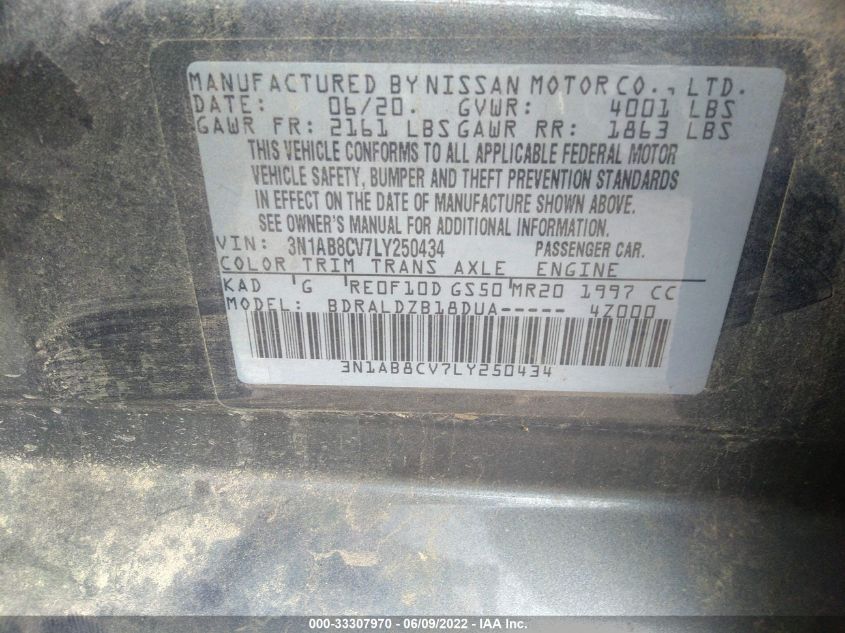 MANUFACTURED BY NISSAN MOTOR CO., LTD.
DATE: 06/20. GVWR: 4001 LBS
GAWR FR: 2161 LBS GAWR RR: 1863 LBS
THIS VEHICLE CONFORMS TO ALL APPLICABLE FEDERAL MOTOR
VEHICLE SAFETY, BUMPER AND THEFT PREVENTION STANDARDS
IN EFFECT ON THE DATE OF MANUFACTURE SHOWN ABOVE.
SEE OWNER'S MANUAL FOR ADDITIONAL INFORMATION.
VIN: 3N1AB8CV7LY250434 PASSENGER CAR.
COLOR TRIM TRANS AXLE ENGINE
KAD G RE0F10D GS50 MR20 1997 CC
MODEL: BDRALDZB18DUA----- 4Z000
3N1AB8CV7LY250434
000-33307970 - 06/09/2022 - IAA Inc.